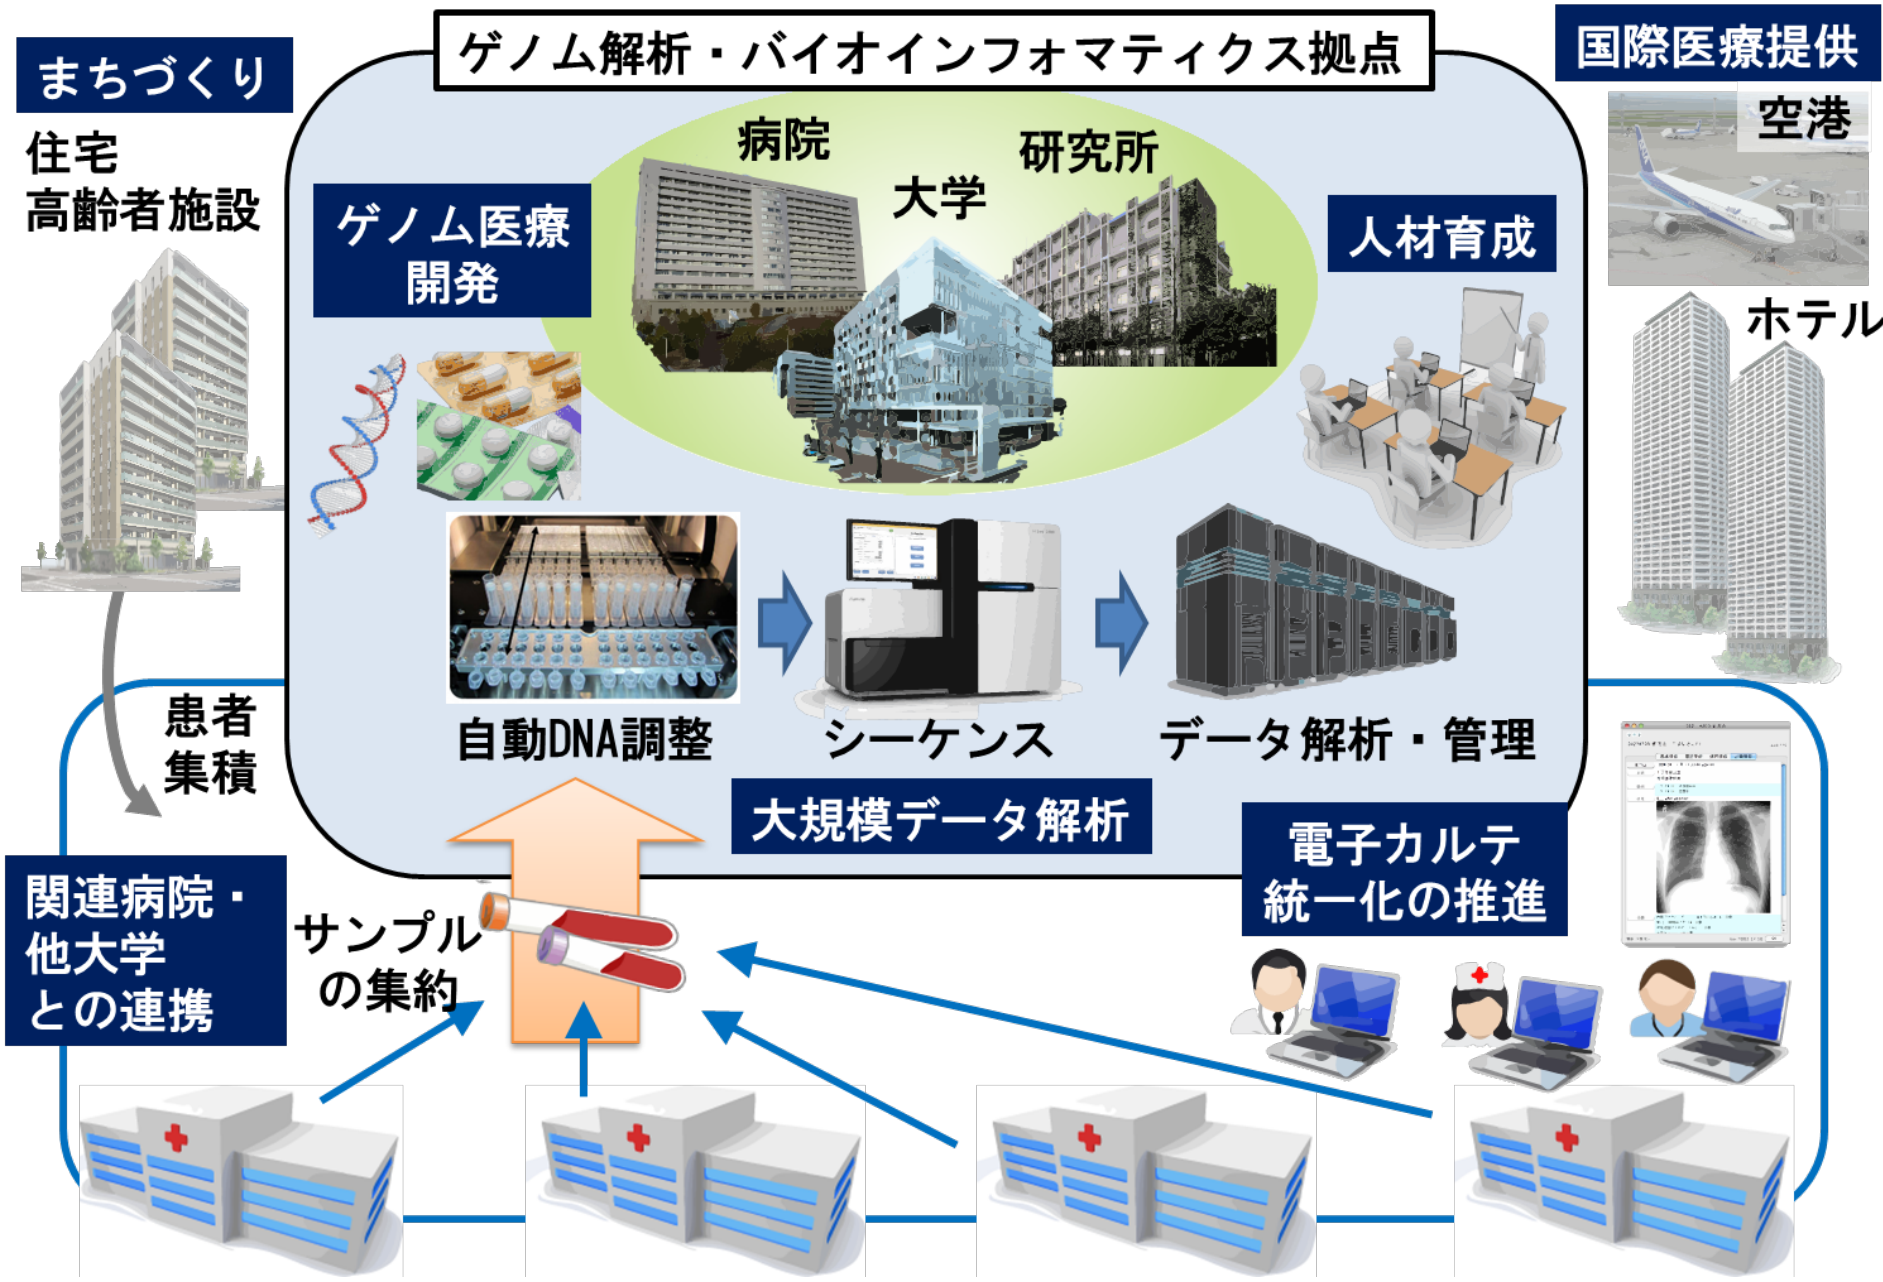 ゲノム解析・バイオインフォマティクス拠点
まちづくり
住宅
高齢者施設
国際医療提供
空港
ホテル
病院
大学
研究所
ゲノム医療
開発
人材育成
自動DNA調整
シーケンス
データ解析・管理
大規模データ解析
患者
集積
電子カルテ
統一化の推進
関連病院・
他大学
との連携
サンプル
の集約